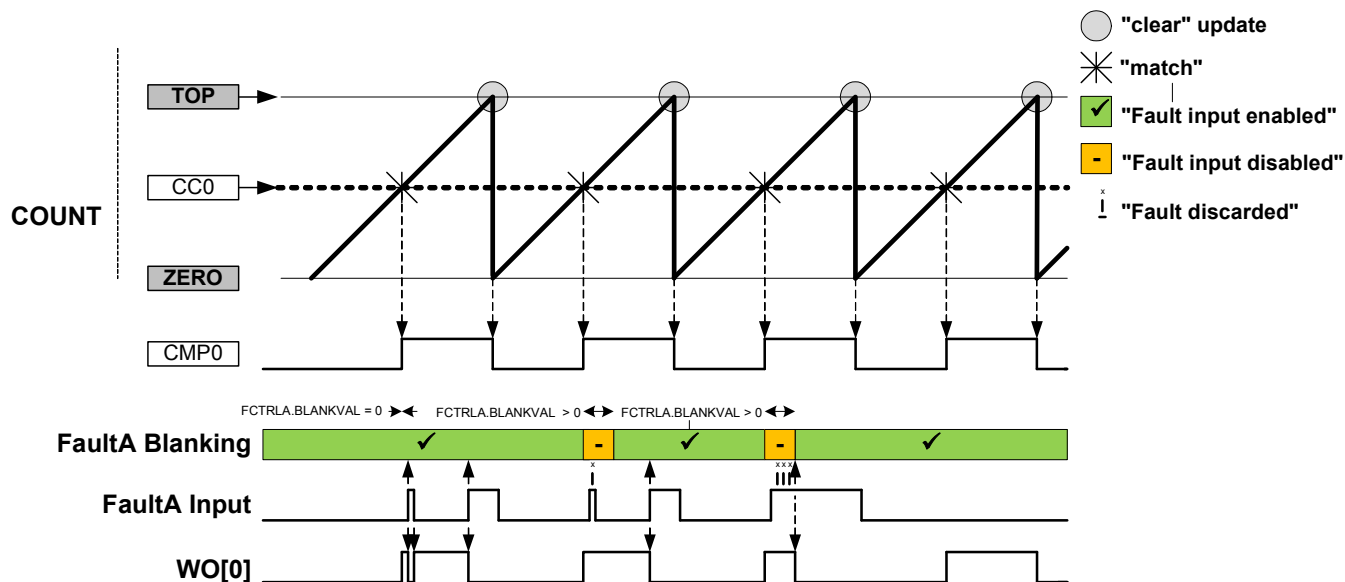 "clear" update
"match"
"Fault input enabled"
"Fault input disabled"
x
"Fault discarded"
TOP
CC0
COUNT
ZERO
CMP0
FCTRLA.BLANKVAL = 0
FCTRLA.BLANKVAL > 0
FCTRLA.BLANKVAL > 0
FaultA Blanking
✓ - ✓ - ✓
x xxx
FaultA Input
WO[0]